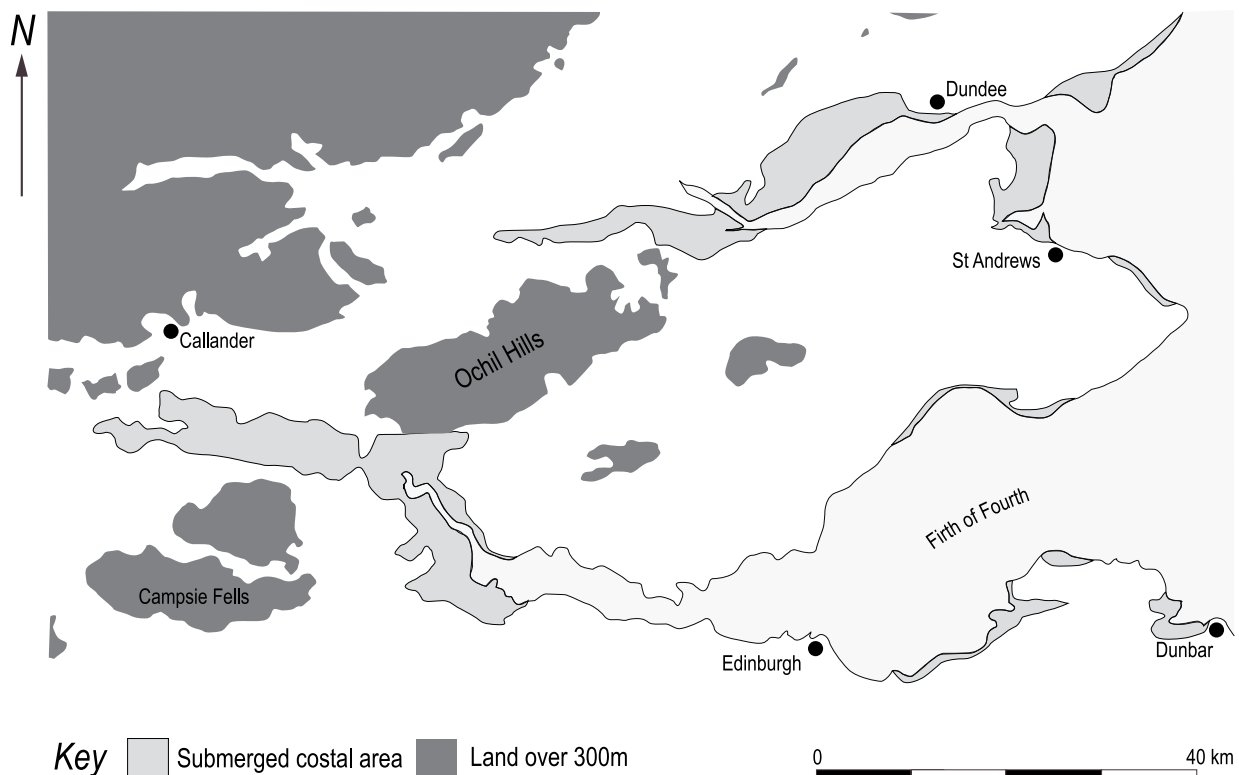 N
Dundee
St Andrews
Callander
Ochil Hills
Firth of Fourth
Campsie Fells
Edinburgh
Dunbar
Key
Submerged costal area
Land over 300m
0
40 km